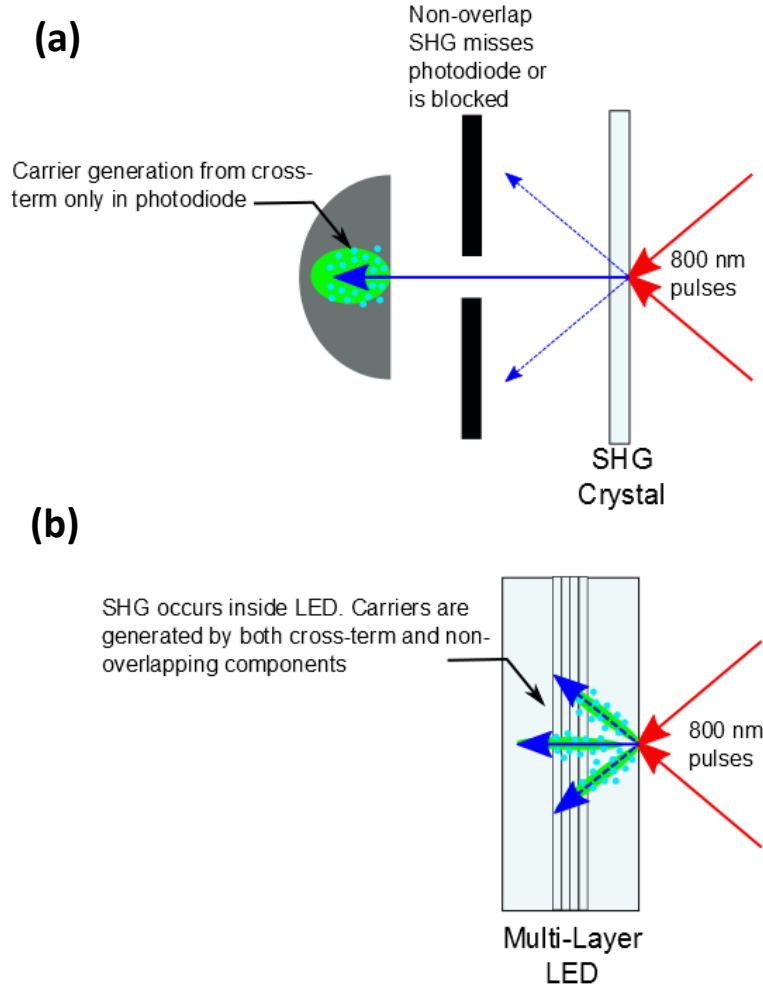 (a)
Non-overlap
SHG misses
photodiode or
is blocked
Carrier generation from cross-
term only in photodiode
800 nm
pulses
SHG
Crystal
(b)
SHG occurs inside LED. Carriers are
generated by both cross-term and non-
overlapping components
800 nm
pulses
Multi-Layer
LED